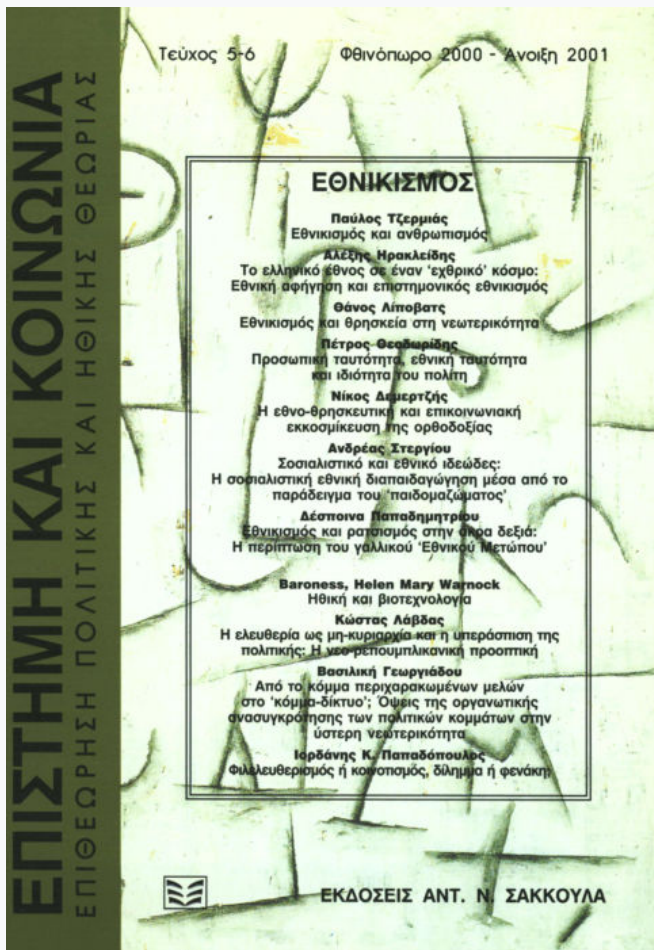 ΕΠΙΣΤΗΜΗ ΚΑΙ ΚΟΙΝΩΝΙΑ
ΕΠΙΘΕΩΡΗΣΗ ΠΟΛΙΤΙΚΗΣ ΚΑΙ ΗΘΙΚΗΣ ΘΕΩΡΙΑΣ
Τεύχος 5-6 Φθινόπωρο 2000 - Άνοιξη 2001
ΕΘΝΙΚΙΣΜΟΣ
Παύλος Τζερμιάς
Εθνικισμός και ανθρωπισμός
Αλέξης Ηρακλείδης
Το ελληνικό έθνος σε έναν 'εχθρικό' κόσμο:
Εθνική αφήγηση και επιστημονικός εθνικισμός
Θάνος Λίποβατς
Εθνικισμός και θρησκεία στη νεωτερικότητα
Πέτρος Θεοδωρίδης
Προσωπική ταυτότητα, εθνική ταυτότητα
και ιδιότητα του πολίτη
Νίκος Δεμερτζής
Η εθνο-θρησκευτική και επικοινωνιακή
εκκοσμίκευση της ορθοδοξίας
Ανδρέας Στεργίου
Σοσιαλιστικό και εθνικό ιδεώδες:
Η σοσιαλιστική εθνική διαπαιδαγώγηση μέσα από το
παράδειγμα του 'παιδομαζώματος'
Δέσποινα Παπαδημητρίου
Εθνικισμός και ρατσισμός στην άκρα δεξιά:
Η περίπτωση του γαλλικού 'Εθνικού Μετώπου'
Baroness, Helen Mary Warnock
Ηθική και βιοτεχνολογία
Κώστας Λάβδας
Η ελευθερία ως μη-κυριαρχία και η υπεράσπιση της
πολιτικής: Η νεο-ρεπουμπλικανική προοπτική
Βασιλική Γεωργιάδου
Από το κόμμα περιχαρακωμένων μελών
στο 'κόμμα-δίκτυο'; Όψεις της οργανωτικής
ανασυγκρότησης των πολιτικών κομμάτων στην
ύστερη νεωτερικότητα
Ιορδάνης Κ. Παπαδόπουλος
Φιλελευθερισμός ή κοινοτισμός, δίλημμα ή φενάκη;
ΕΚΔΟΣΕΙΣ ΑΝΤ. Ν. ΣΑΚΚΟΥΛΑ